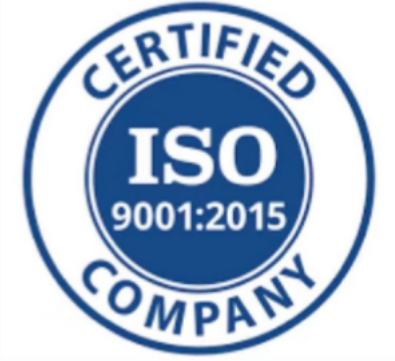 CERTIFIED
ISO
9001:2015
COMPANY